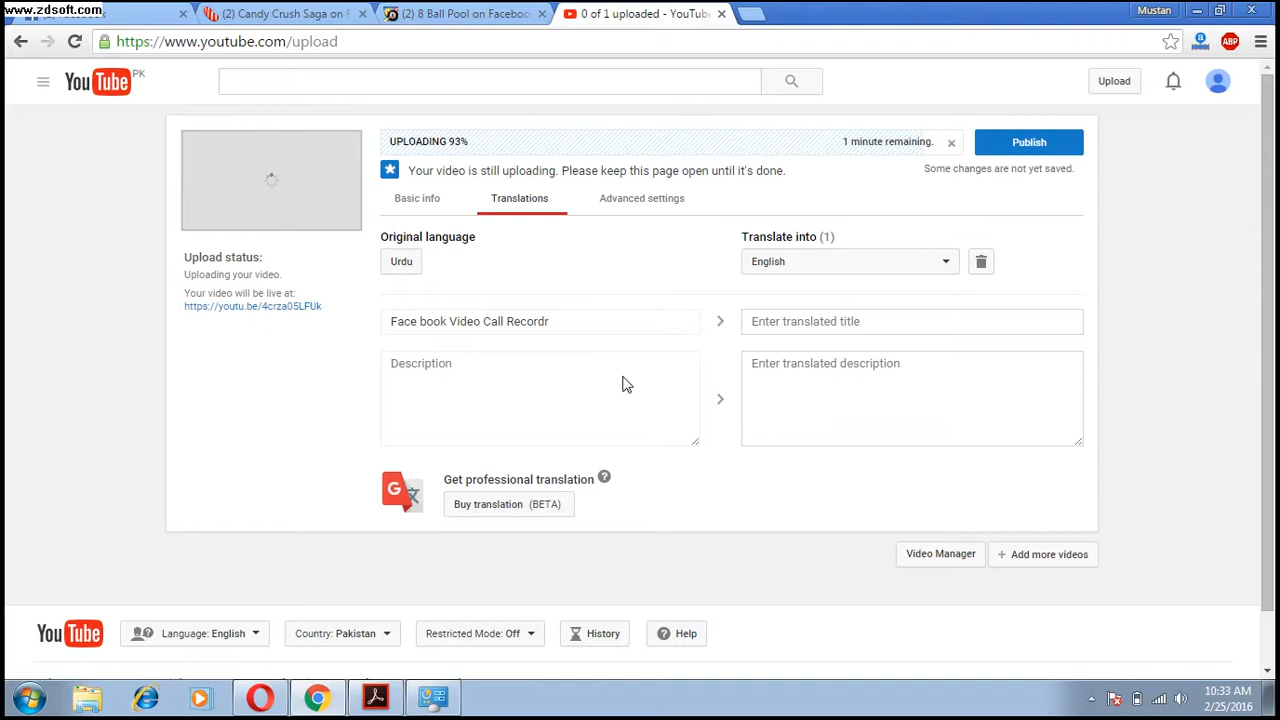 www.zdsoft.com
(2) Candy Crush Saga on F
(2) 8 Ball Pool on Faceboo
0 of 1 uploaded - YouTube
Mustan
https://www.youtube.com/upload
ABP
YouTube PK
Upload
UPLOADING 93%
1 minute remaining.
Publish
Your video is still uploading. Please keep this page open until it's done.
Some changes are not yet saved.
Basic info
Translations
Advanced settings
Original language
Translate into (1)
Upload status:
Urdu
English
Uploading your video.
Your video will be live at:
https://youtu.be/4crza05LFUk
Face book Video Call Recordr
Enter translated title
Description
Enter translated description
Get professional translation
Buy translation (BETA)
Video Manager
+ Add more videos
YouTube
Language: English
Country: Pakistan
Restricted Mode: Off
History
Help
10:33 AM
2/25/2016